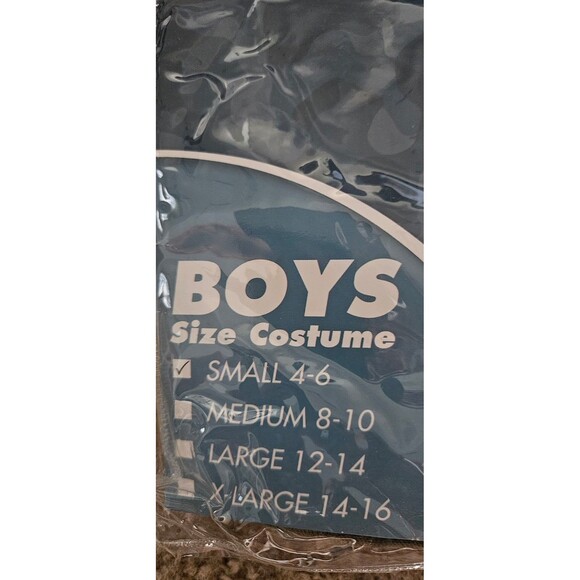 BOYS
Size Costume
SMALL 4-6
MEDIUM 8-10
LARGE 12-14
X-LARGE 14-16